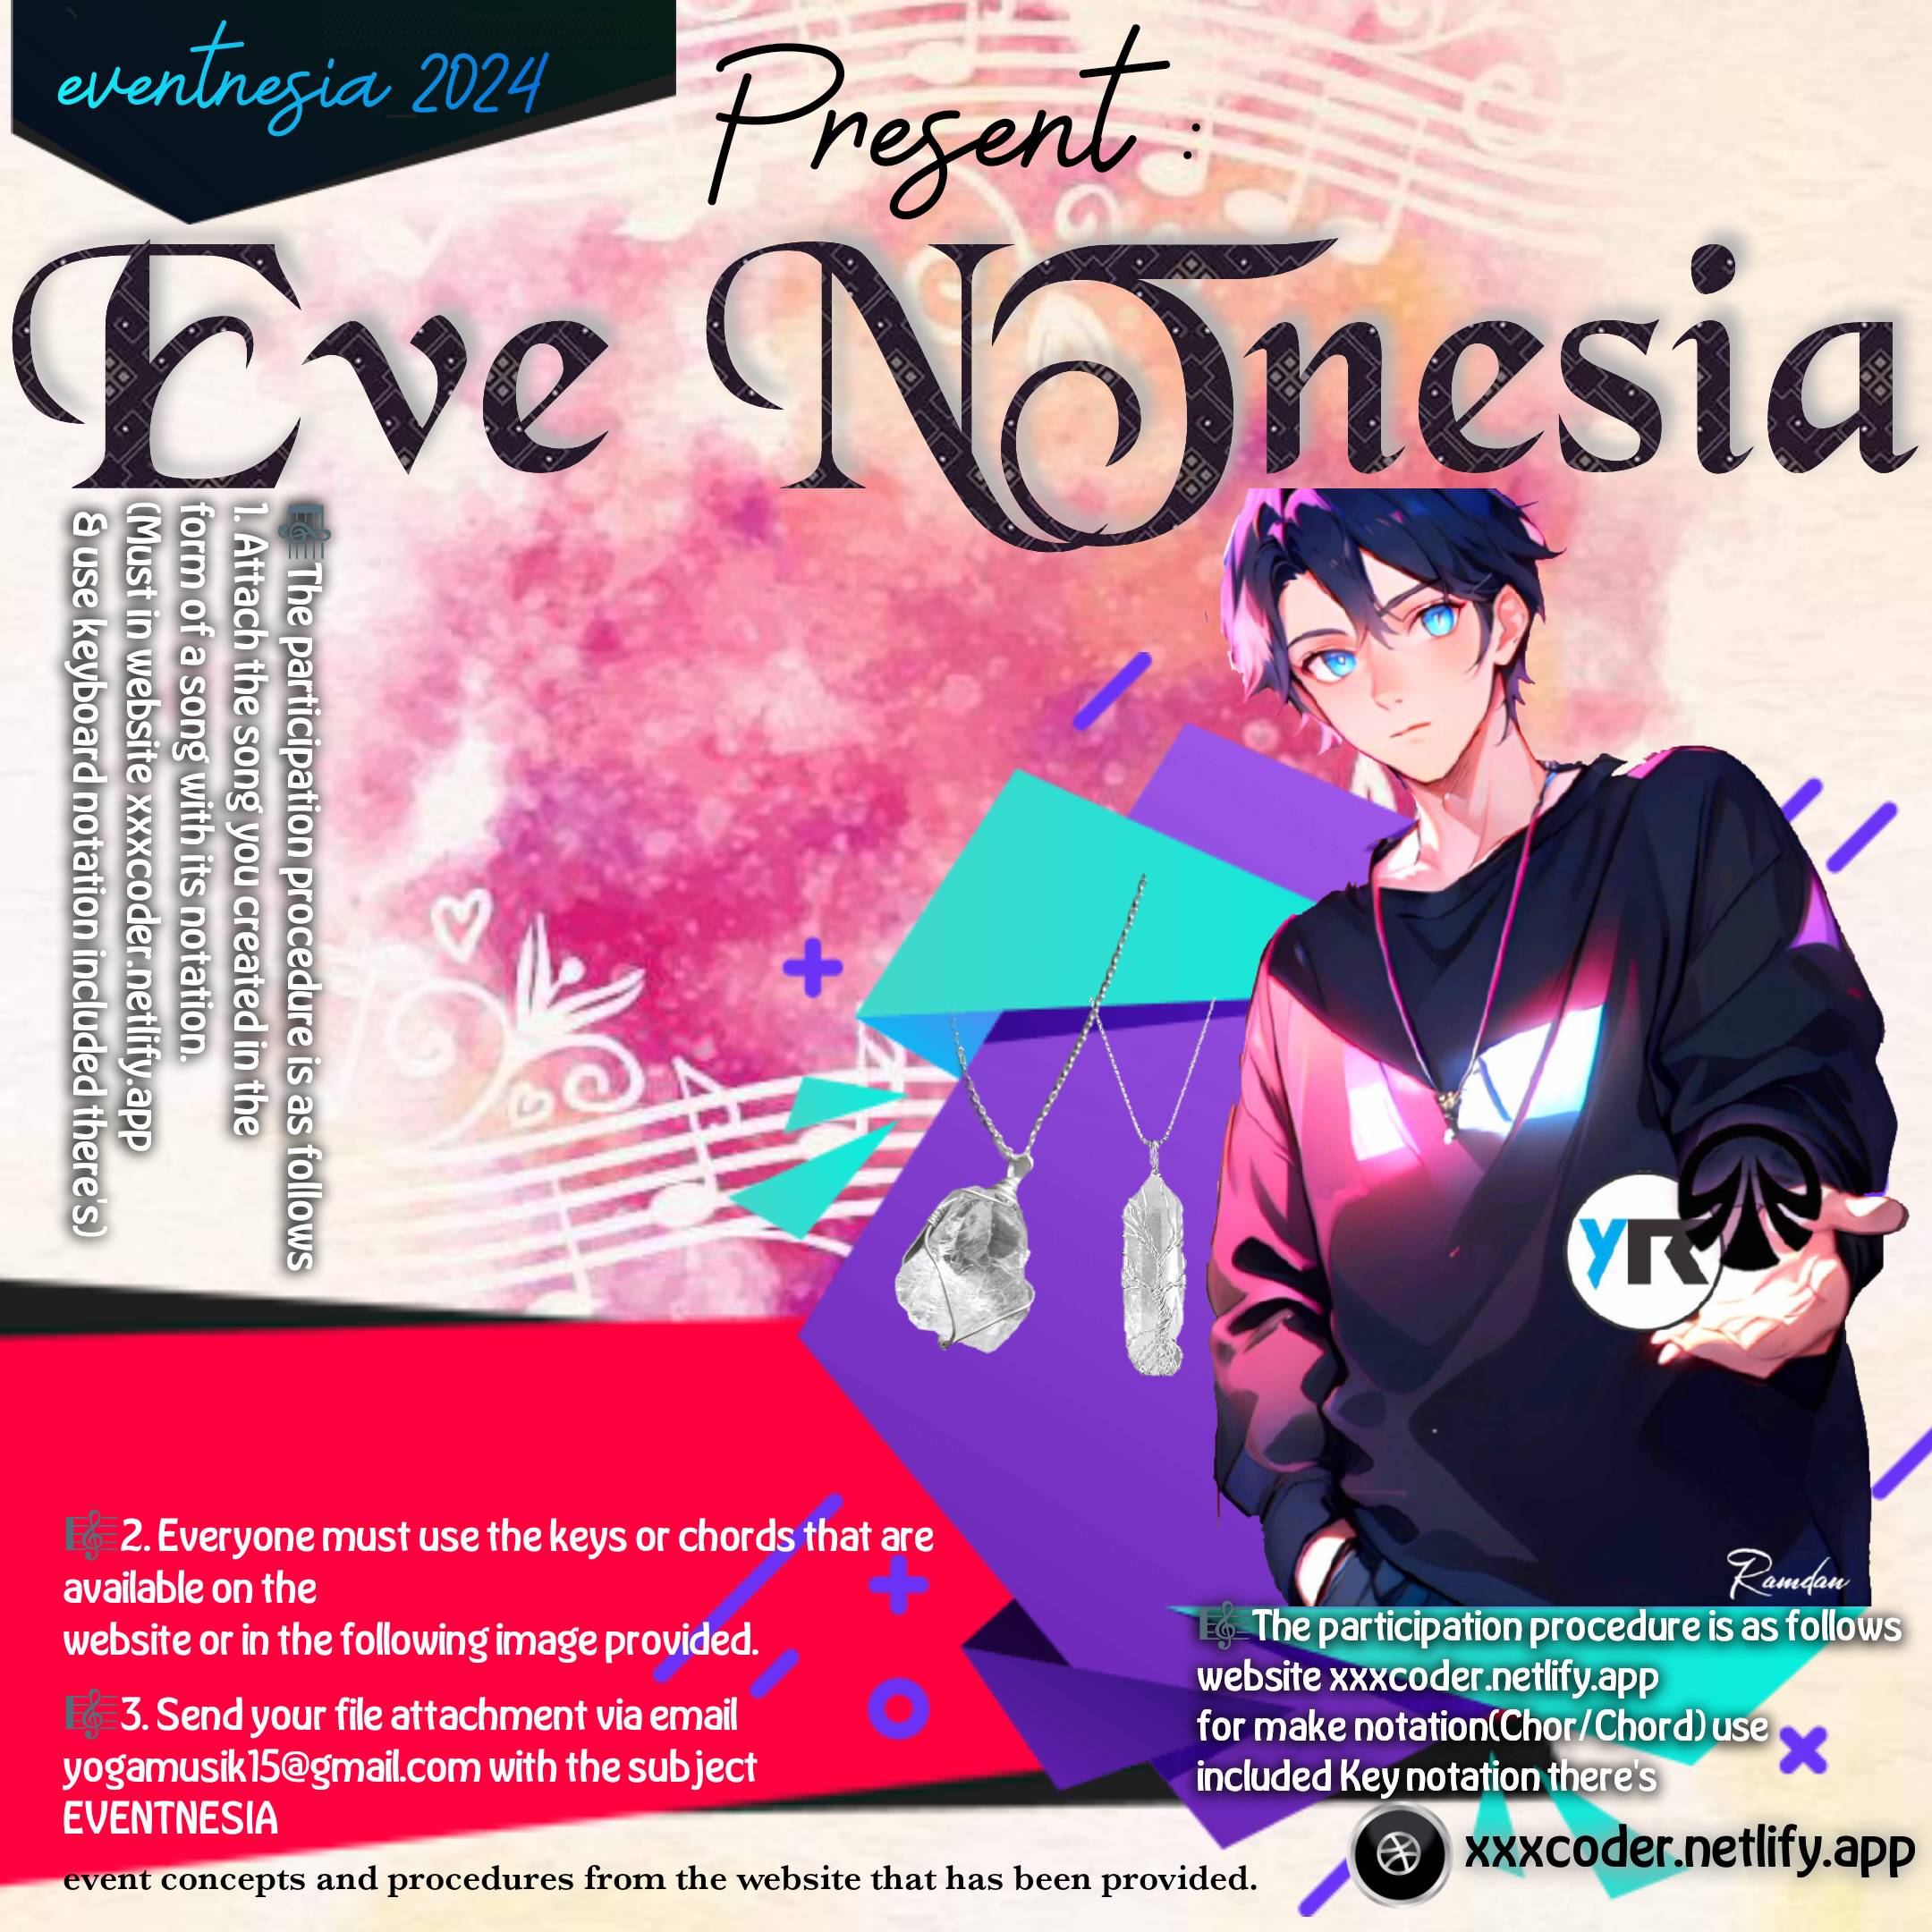 eventnesia 2024
Present :
Eve NTnesia
The participation procedure is as follows
1. Attach the song you created in the
form of a song with its notation.
(Must in website xxxcoder.netlify.app
& use keyboard notation included there's)
YR
Ramdan
2. Everyone must use the keys or chords that are
available on the
website or in the following image provided.
3. Send your file attachment via email
yogamusik15@gmail.com with the subject
EVENTNESIA
The participation procedure is as follows
website xxxcoder.netlify.app
for make notation(Chor/Chord) use
included Key notation there's
xxxcoder.netlify.app
event concepts and procedures from the website that has been provided.